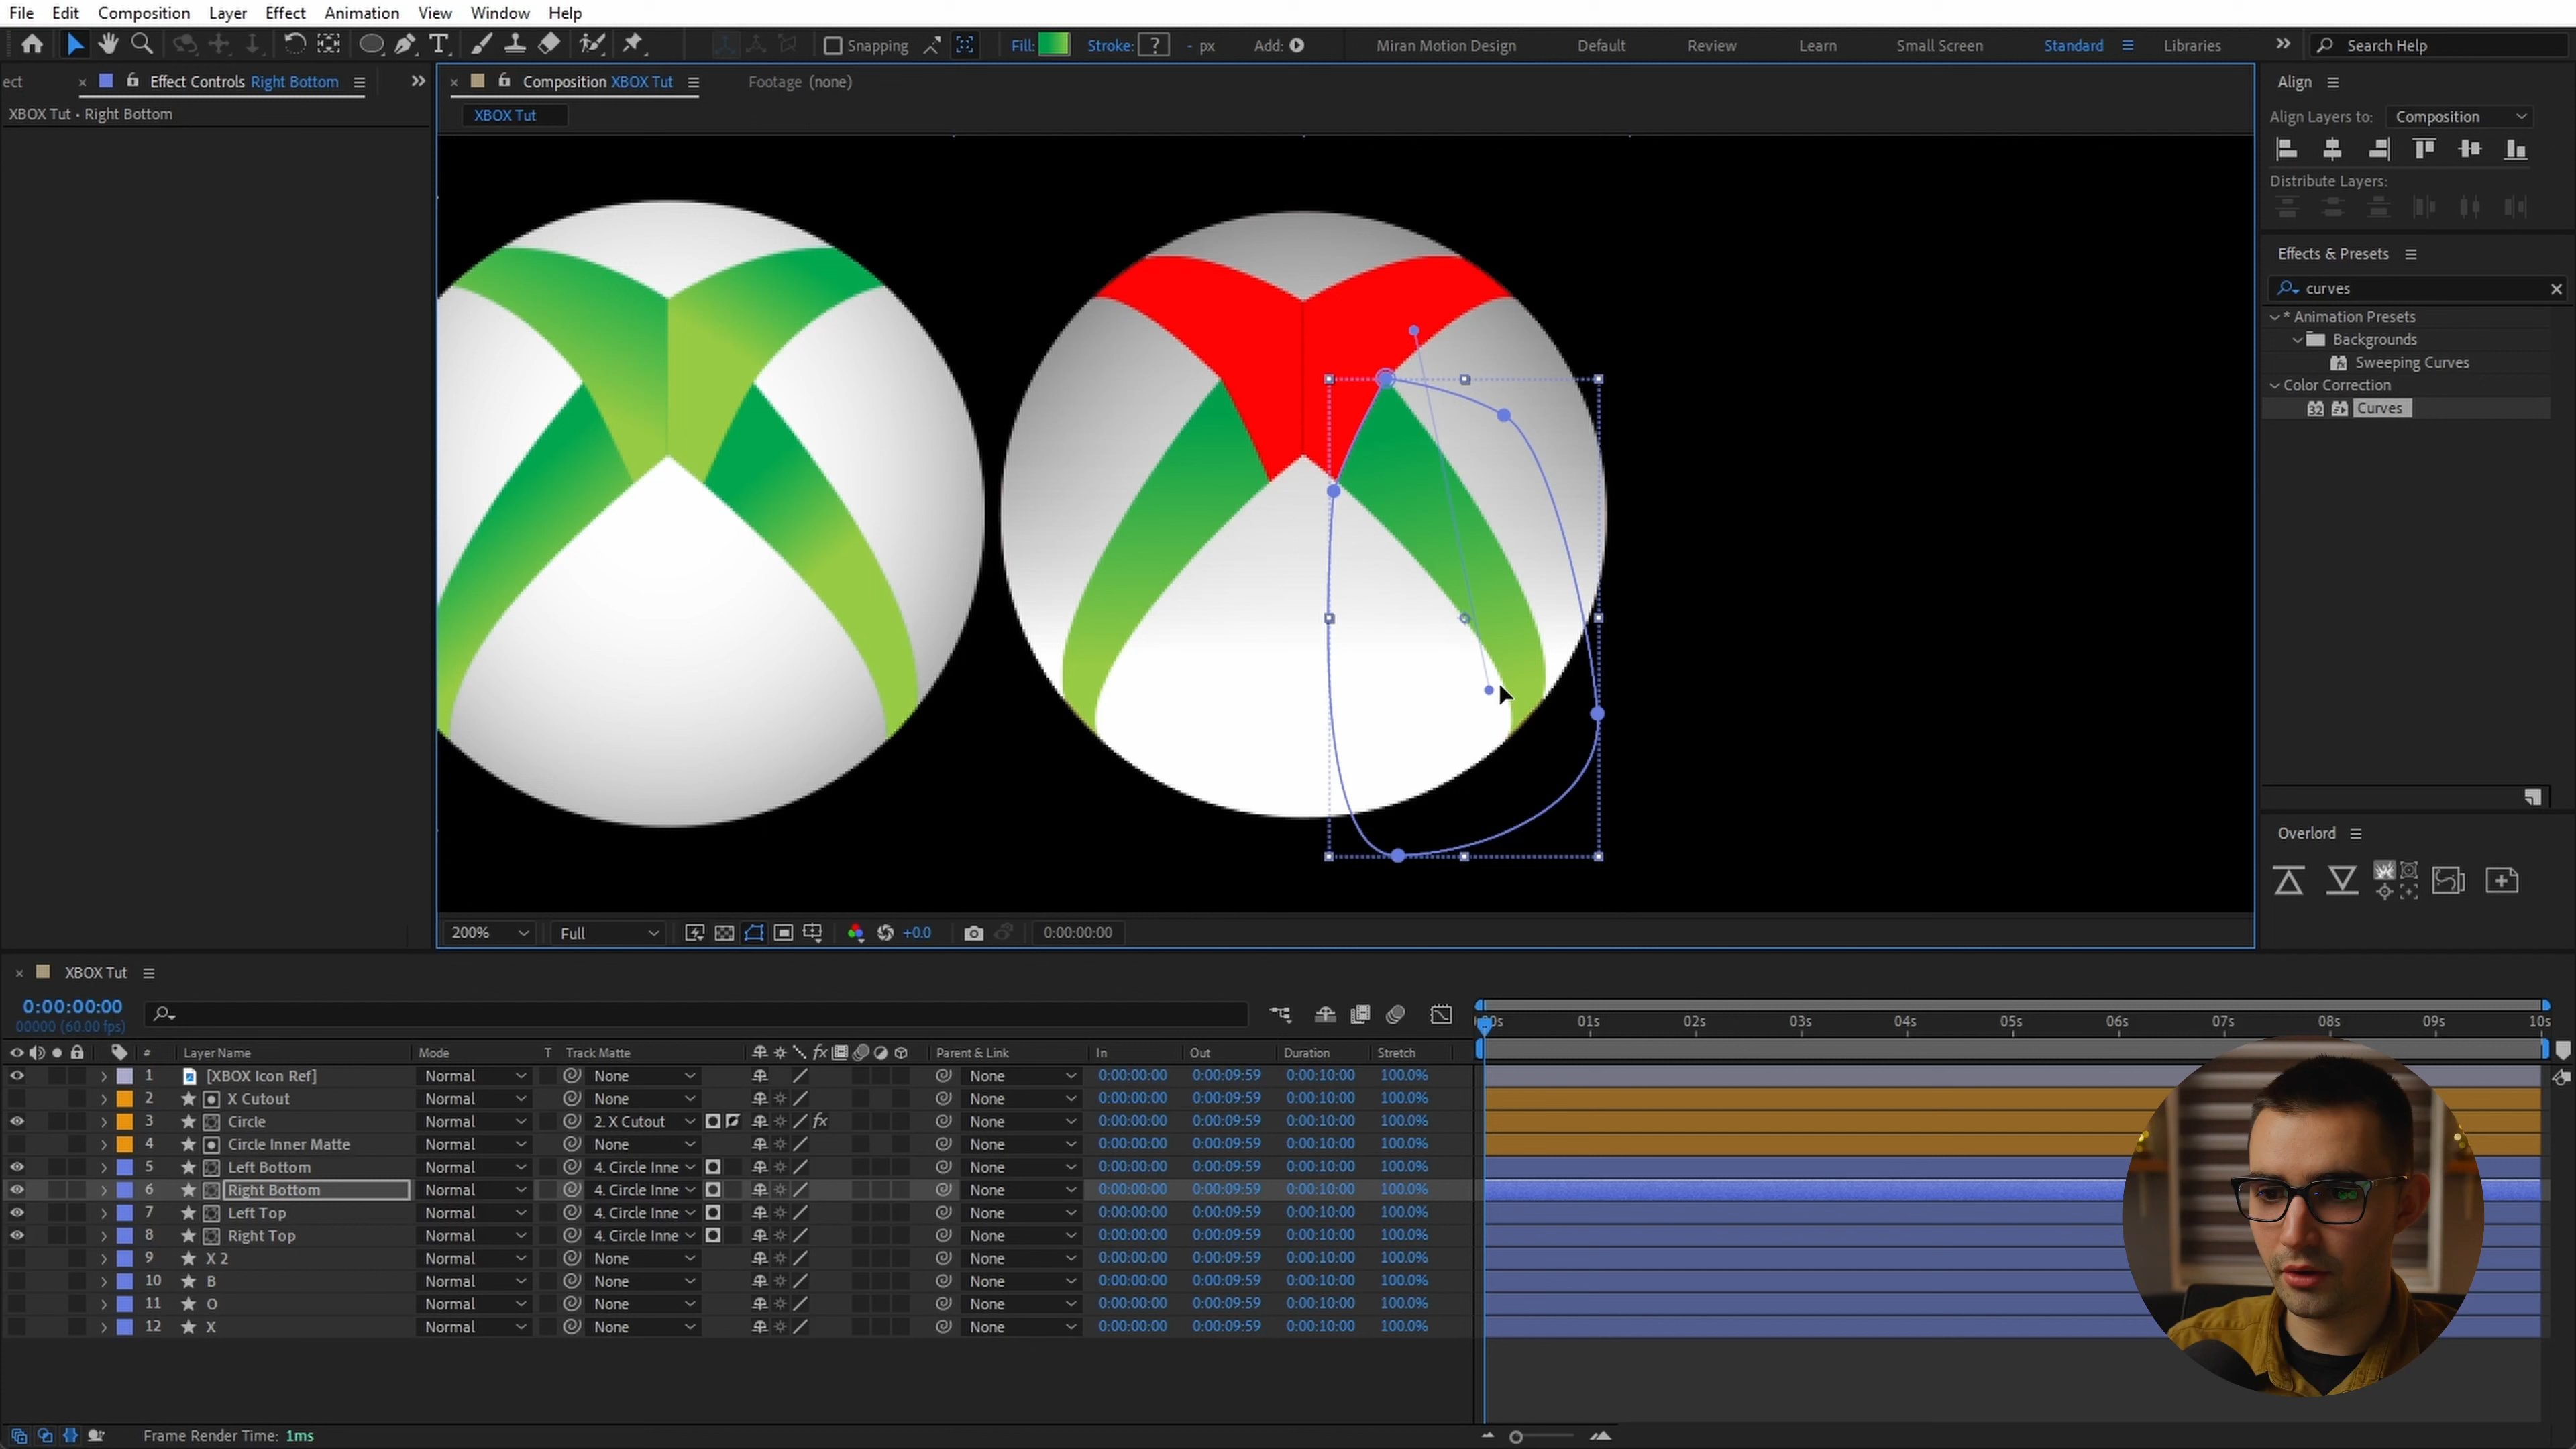 File Edit Composition Layer Effect Animation View Window Help
Snapping Fill: Stroke: ? - px Add: Miran Motion Design Default Review Learn Small Screen Standard Libraries Search Help
ect Effect Controls Right Bottom
XBOX Tut • Right Bottom
Composition XBOX Tut Footage (none)
XBOX Tut
Align
Align Layers to: Composition
Distribute Layers:
Effects & Presets
curves
* Animation Presets
Backgrounds
Sweeping Curves
Color Correction
32 Curves
Overlord
200% Full +0.0 0:00:00:00
XBOX Tut
0:00:00:00
00000 (60.00 fps)
00s 01s 02s 03s 04s 05s 06s 07s 08s 09s 10s
# Layer Name Mode T Track Matte fx Parent & Link In Out Duration Stretch
1 [XBOX Icon Ref] Normal None None 0:00:00:00 0:00:09:59 0:00:10:00 100.0%
2 X Cutout Normal None None 0:00:00:00 0:00:09:59 0:00:10:00 100.0%
3 Circle Normal 2. X Cutout fx None 0:00:00:00 0:00:09:59 0:00:10:00 100.0%
4 Circle Inner Matte Normal None None 0:00:00:00 0:00:09:59 0:00:10:00 100.0%
5 Left Bottom Normal 4. Circle Inne None 0:00:00:00 0:00:09:59 0:00:10:00 100.0%
6 Right Bottom Normal 4. Circle Inne None 0:00:00:00 0:00:09:59 0:00:10:00 100.0%
7 Left Top Normal 4. Circle Inne None 0:00:00:00 0:00:09:59 0:00:10:00 100.0%
8 Right Top Normal 4. Circle Inne None 0:00:00:00 0:00:09:59 0:00:10:00 100.0%
9 X 2 Normal None None 0:00:00:00 0:00:09:59 0:00:10:00 100.0%
10 B Normal None None 0:00:00:00 0:00:09:59 0:00:10:00 100.0%
11 O Normal None None 0:00:00:00 0:00:09:59 0:00:10:00 100.0%
12 X Normal None None 0:00:00:00 0:00:09:59 0:00:10:00 100.0%
Frame Render Time: 1ms